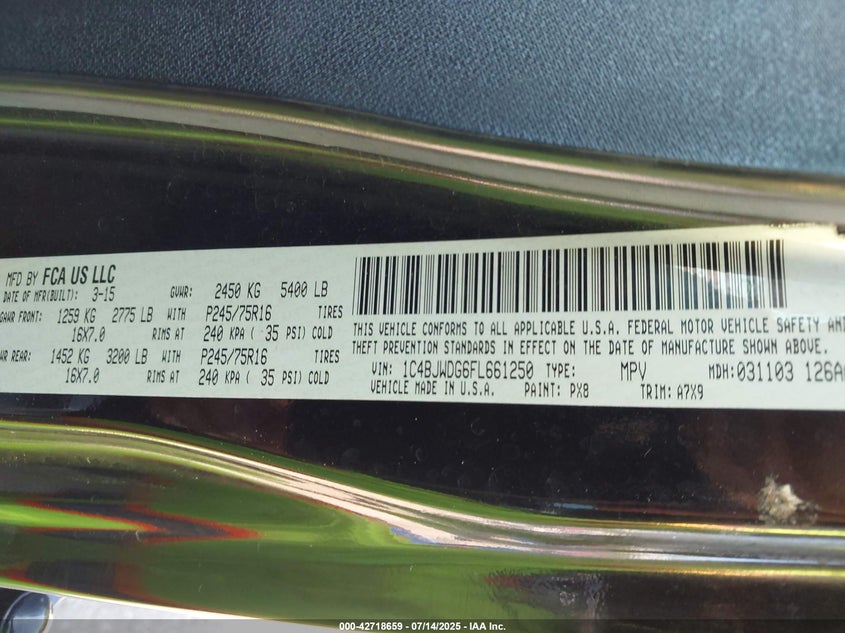 MFD BY FCA US LLC
DATE OF MFR(BUILT): 3-15 GVWR: 2450 KG 5400 LB
GAWR FRONT: 1259 KG 2775 LB WITH P245/75R16 TIRES
16X7.0 RIMS AT 240 KPA ( 35 PSI) COLD
WR REAR: 1452 KG 3200 LB WITH P245/75R16 TIRES
16X7.0 RIMS AT 240 KPA ( 35 PSI) COLD
THIS VEHICLE CONFORMS TO ALL APPLICABLE U.S.A. FEDERAL MOTOR VEHICLE SAFETY AND
THEFT PREVENTION STANDARDS IN EFFECT ON THE DATE OF MANUFACTURE SHOWN ABOVE.
VIN: 1C4BJWDG6FL661250 TYPE: MPV MDH: 031103 126A
VEHICLE MADE IN U.S.A. PAINT: PX8 TRIM: A7X9
000-42718659 - 07/14/2025 - IAA Inc.